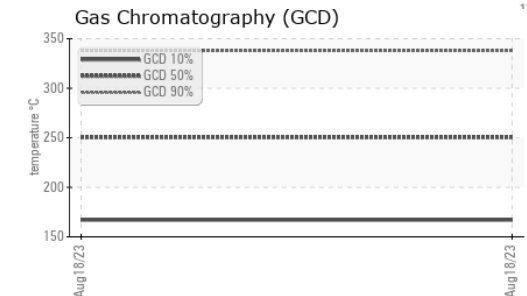 Gas Chromatography (GCD)
350
300
250
200
150
temperature °C
GCD 10%
GCD 50%
GCD 90%
Aug18/23
Aug18/23